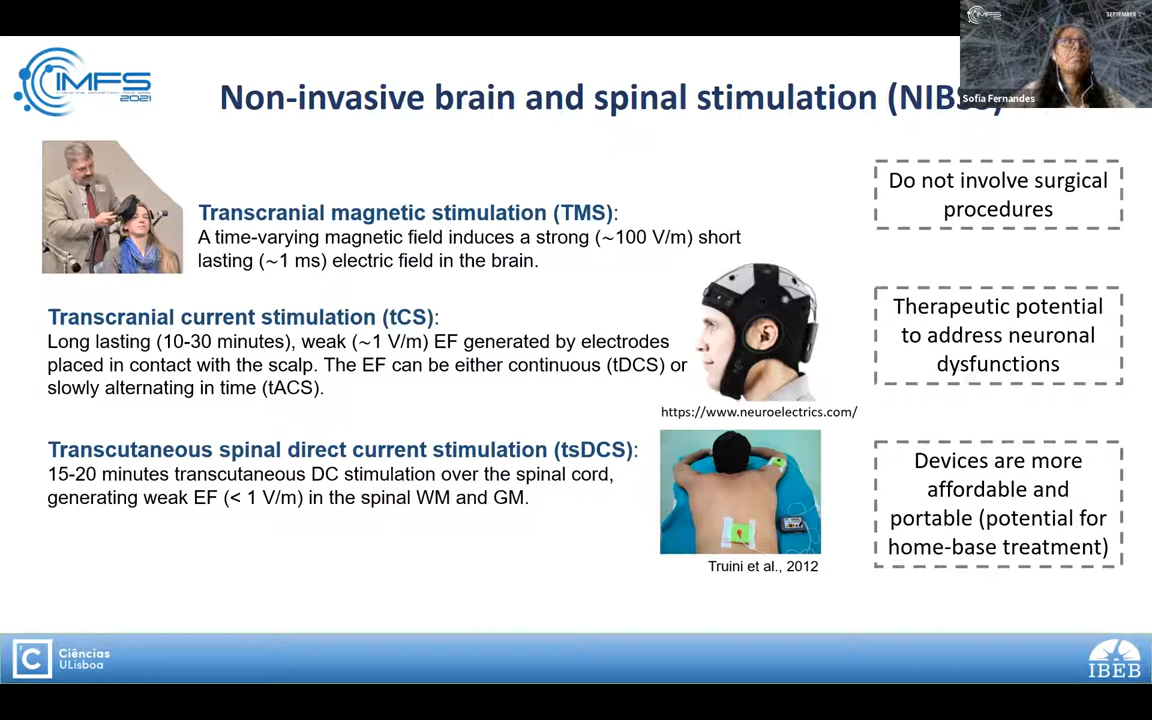 IMFS
2021
Non-invasive brain and spinal stimulation (NIBS
IMFS
SEPTEMBER
Sofia Fernandes
Transcranial magnetic stimulation (TMS):
A time-varying magnetic field induces a strong (~100 V/m) short
lasting (~1 ms) electric field in the brain.
Transcranial current stimulation (tCS):
Long lasting (10-30 minutes), weak (~1 V/m) EF generated by electrodes
placed in contact with the scalp. The EF can be either continuous (tDCS) or
slowly alternating in time (tACS).
https://www.neuroelectrics.com/
Transcutaneous spinal direct current stimulation (tsDCS):
15-20 minutes transcutaneous DC stimulation over the spinal cord,
generating weak EF (< 1 V/m) in the spinal WM and GM.
Truini et al., 2012
Do not involve surgical
procedures
Therapeutic potential
to address neuronal
dysfunctions
Devices are more
affordable and
portable (potential for
home-base treatment)
C
Ciências
ULisboa
IBEB